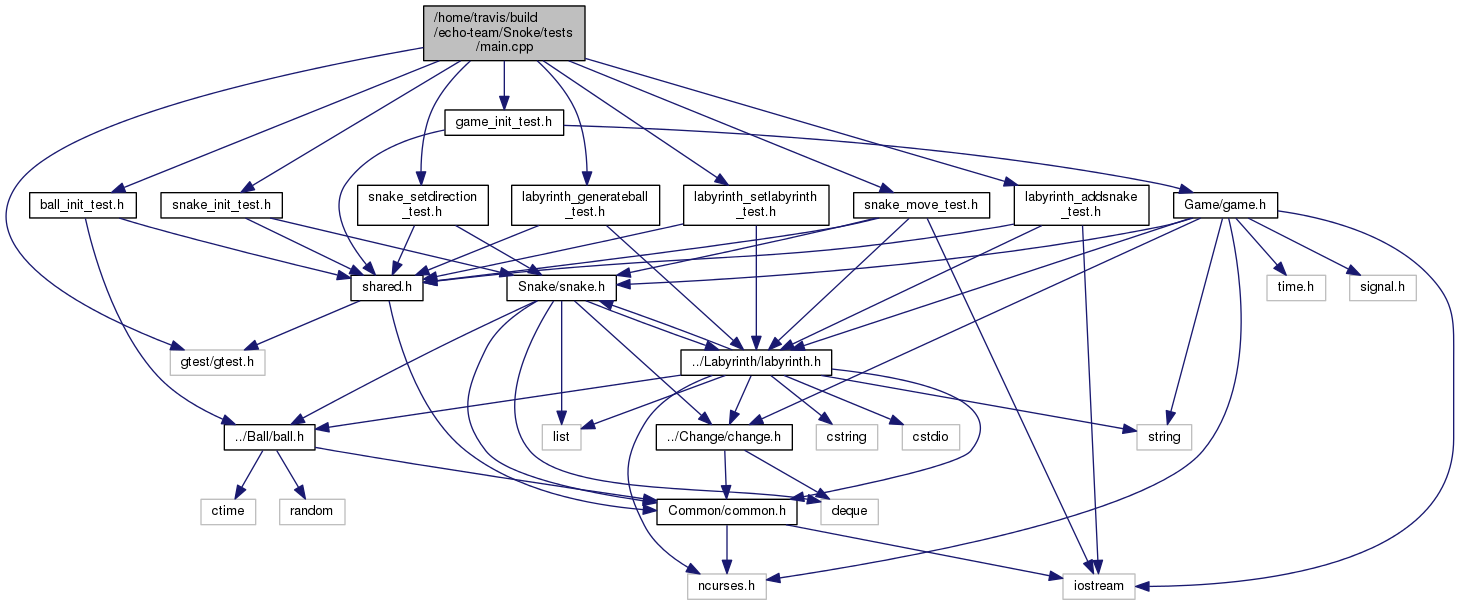 /home/travis/build
/echo-team/Snoke/tests
/main.cpp
game_init_test.h
ball_init_test.h
snake_init_test.h
snake_setdirection
_test.h
labyrinth_generateball
_test.h
labyrinth_setlabyrinth
_test.h
snake_move_test.h
labyrinth_addsnake
_test.h
Game/game.h
shared.h
Snake/snake.h
time.h
signal.h
gtest/gtest.h
../Labyrinth/labyrinth.h
../Ball/ball.h
list
../Change/change.h
cstring
cstdio
string
ctime
random
Common/common.h
deque
ncurses.h
iostream